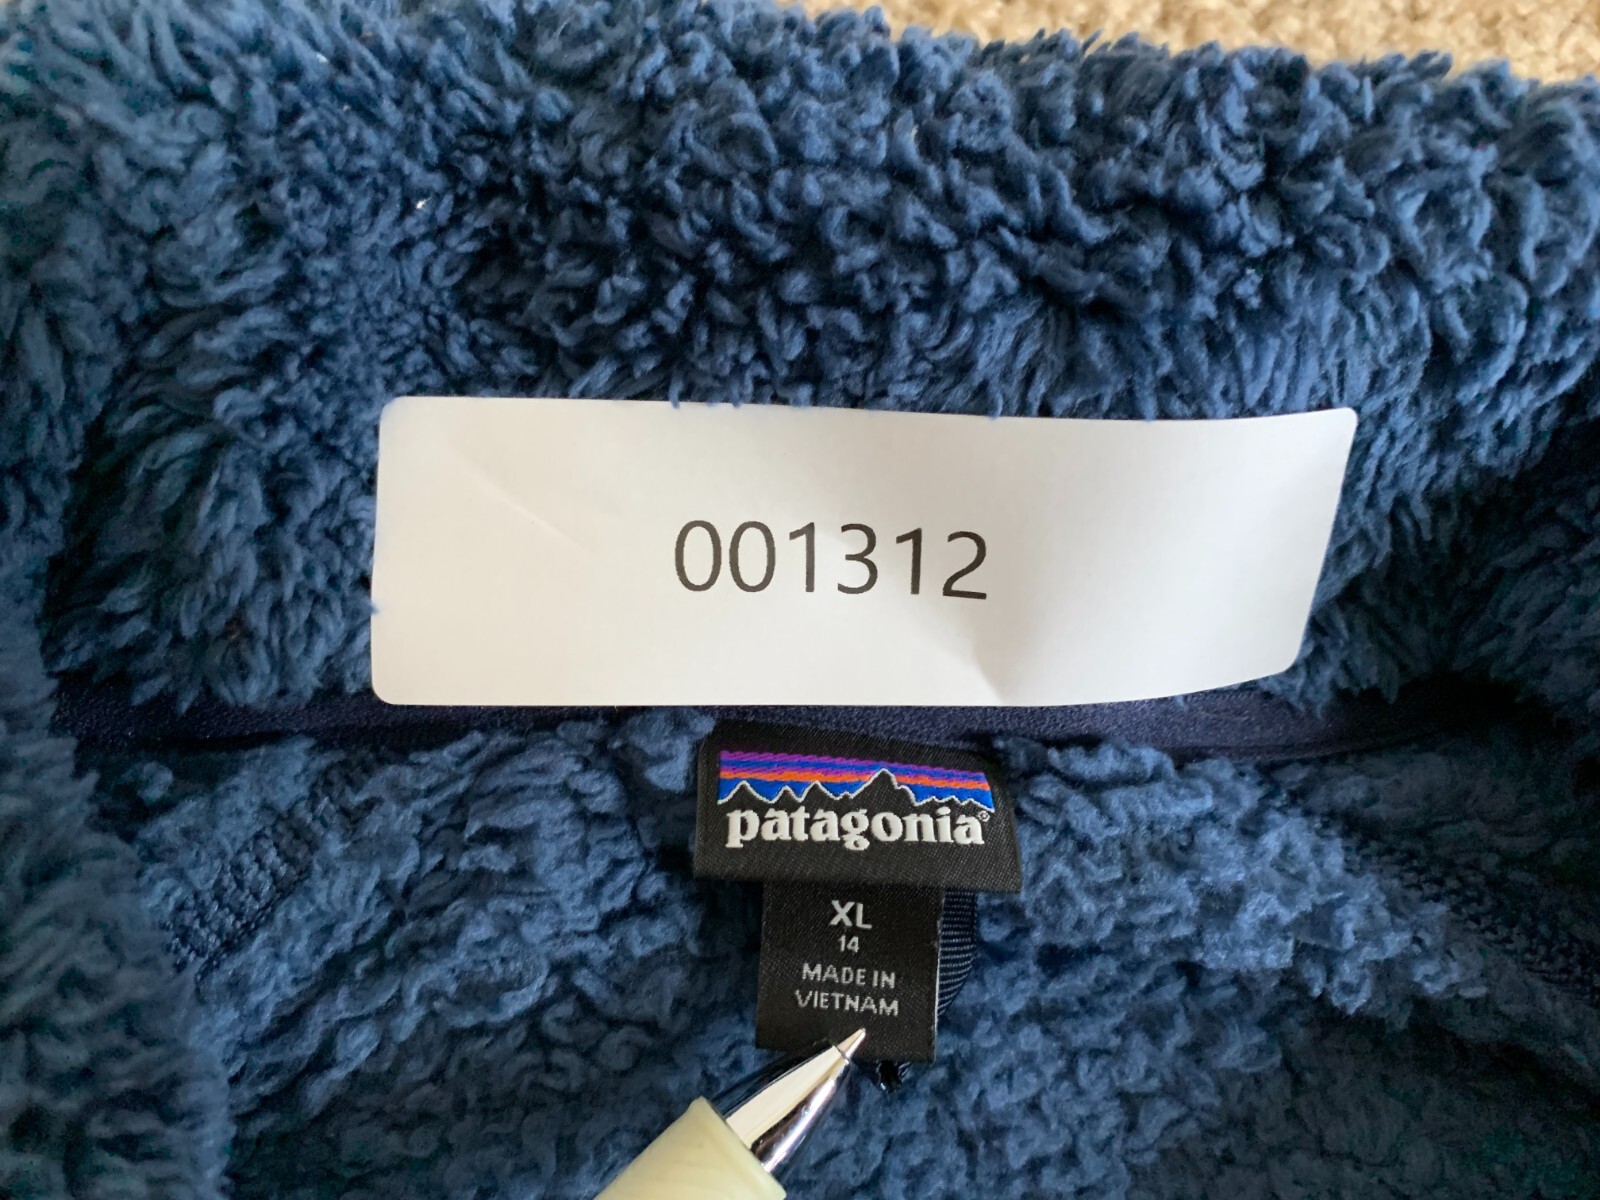 001312
patagonia®
XL
14
MADE IN
VIETNAM